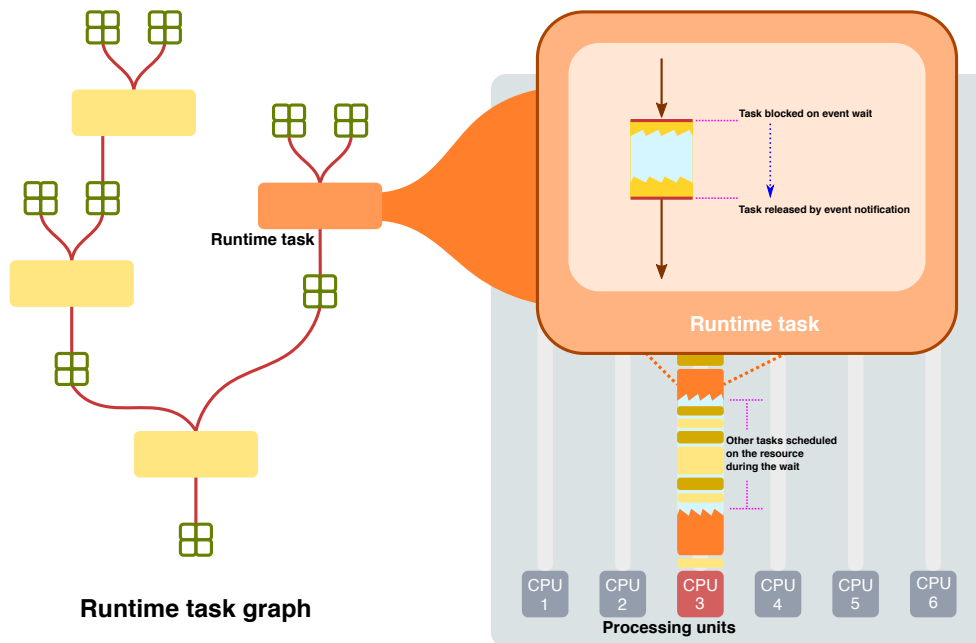 Task blocked on event wait
Task released by event notification
Runtime task
Runtime task
Other tasks scheduled
on the resource
during the wait
CPU
1
CPU
2
CPU
3
CPU
4
CPU
5
CPU
6
Runtime task graph
Processing units